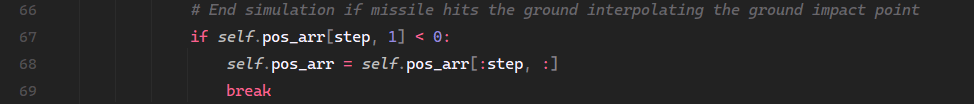 66 # End simulation if missile hits the ground interpolating the ground impact point
67 if self.pos_arr[step, 1] < 0:
68 self.pos_arr = self.pos_arr[:step, :]
69 break